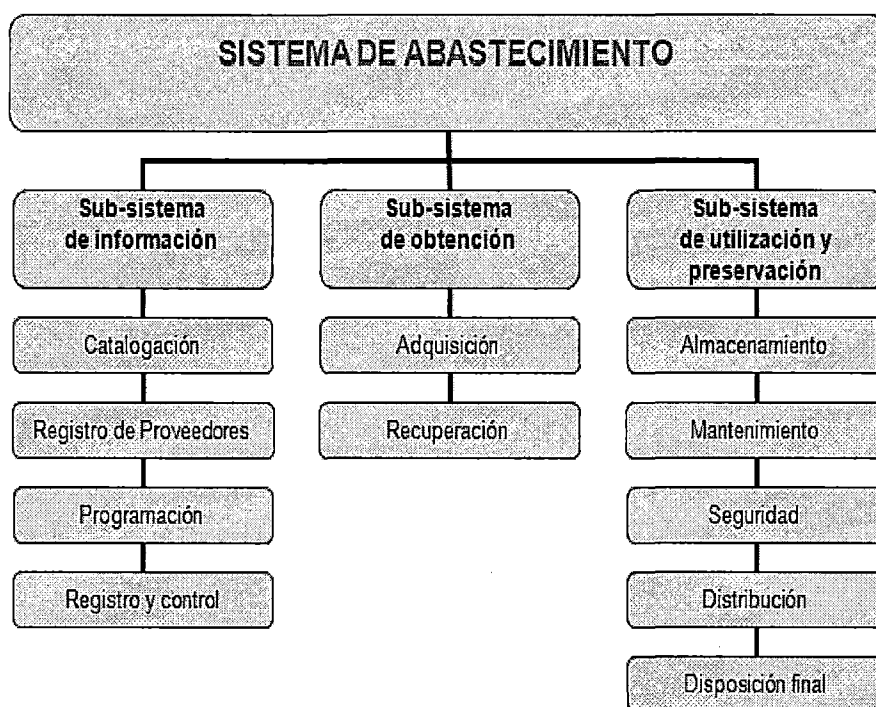 SISTEMA DE ABASTECIMIENTO
Sub-sistema
de información
Catalogación
Registro de Proveedores
Programación
Registro y control
Sub-sistema
de obtención
Adquisición
Recuperación
Sub-sistema
de utilización y
preservación
Almacenamiento
Mantenimiento
Seguridad
Distribución
Disposición final